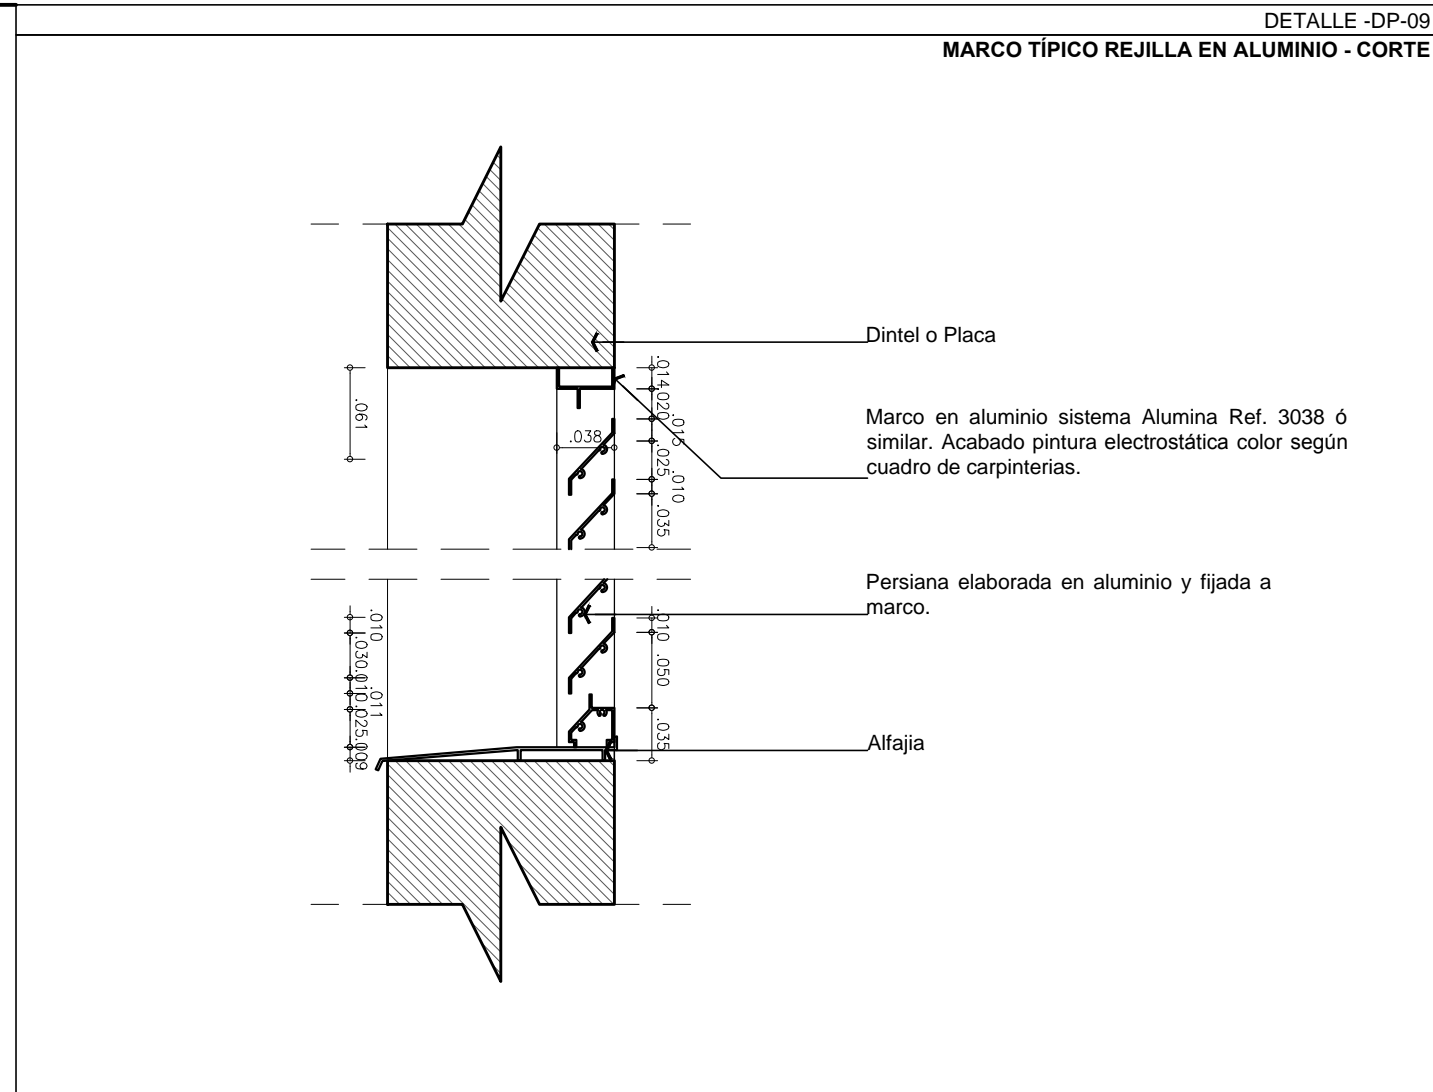 DETALLE -DP-09
MARCO TÍPICO REJILLA EN ALUMINIO - CORTE
Dintel o Placa
.014
.020
.061
.015
.038
Marco en aluminio sistema Alumina Ref. 3038 ó
similar. Acabado pintura electrostática color según
cuadro de carpinterias.
.025
.010
.035
Persiana elaborada en aluminio y fijada a
marco.
.010
.010
.030
.050
.010
.011
.025
.035
.009
Alfajia